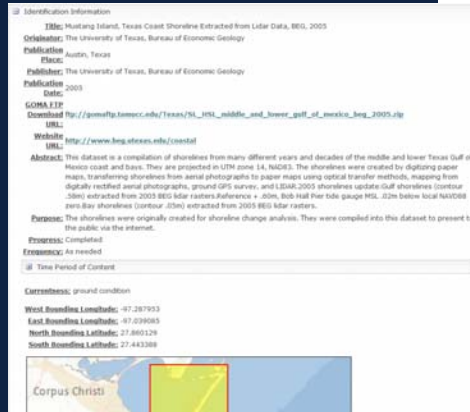 Identification Information
Title: Mustang Island, Texas Coast Shoreline Extracted from Lidar Data, BEG, 2005
Originator: The University of Texas, Bureau of Economic Geology
Publication Place: Austin, Texas
Publisher: The University of Texas, Bureau of Economic Geology
Publication Date: 2005
GOMA FTP Download URL: ftp://gomaftp.tamucc.edu/Texas/SL_HSL_middle_and_lower_gulf_of_mexico_beg_2005.zip
Website URL: http://www.beg.utexas.edu/coastal
Abstract: This dataset is a compilation of shorelines from many different years and decades of the middle and lower Texas Gulf of
Mexico coast and bays. They are projected in UTM zone 14, NAD83. The shorelines were created by digitizing paper
maps, transferring shorelines from aerial photographs to paper maps using optical transfer methods, mapping from
digitally rectified aerial photographs, ground GPS survey, and LIDAR.2005 shorelines update:Gulf shorelines (contour
.58m) extracted from 2005 BEG lidar rasters.Reference + .60m, Bob Hall Pier tide gauge MSL .02m below local NAVD88
zero.Bay shorelines (contour .05m) extracted from 2005 BEG lidar rasters.
Purpose: The shorelines were originally created for shoreline change analysis. They were compiled into this dataset to present to
the public via the internet.
Progress: Completed
Frequency: As needed
Time Period of Content
Currentness: ground condition
West Bounding Longitude: -97.287953
East Bounding Longitude: -97.039085
North Bounding Latitude: 27.860129
South Bounding Latitude: 27.443388
Corpus Christi